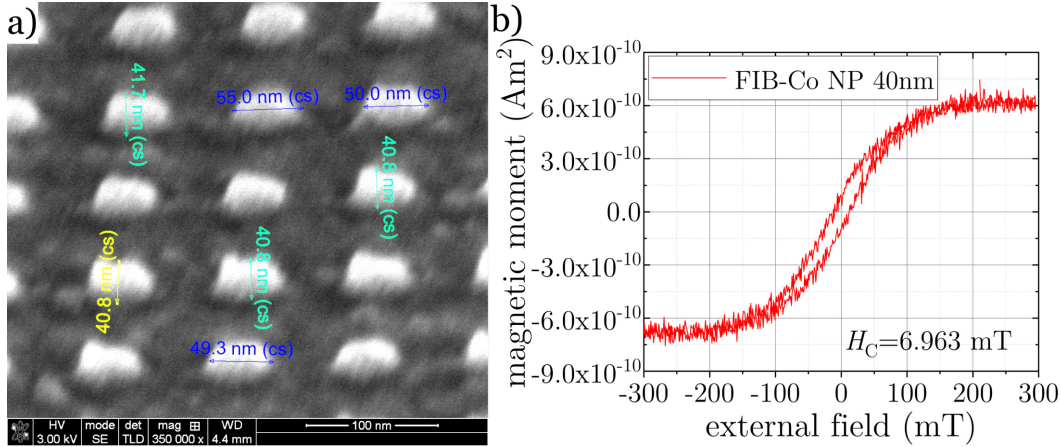 a)
41.7 nm (cs)
55.0 nm (cs)
50.0 nm (cs)
40.8 nm (cs)
40.8 nm (cs)
40.8 nm (cs)
49.3 nm (cs)
HV mode det mag WD
3.00 kV SE TLD 350 000 x 4.4 mm
100 nm
b)
magnetic moment (Am²)
9.0x10⁻¹⁰
6.0x10⁻¹⁰
3.0x10⁻¹⁰
0.0
-3.0x10⁻¹⁰
-6.0x10⁻¹⁰
-9.0x10⁻¹⁰
FIB-Co NP 40nm
H_C=6.963 mT
-300 -200 -100 0 100 200 300
external field (mT)